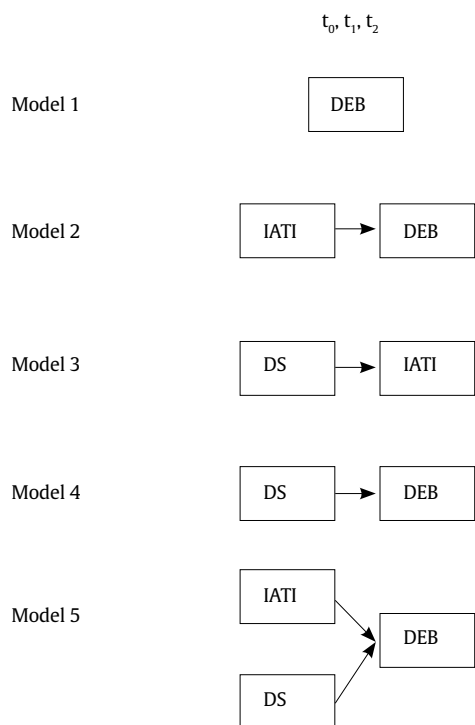 t0, t1, t2
Model 1
DEB
Model 2
IATI
DEB
Model 3
DS
IATI
Model 4
DS
DEB
IATI
Model 5
DEB
DS